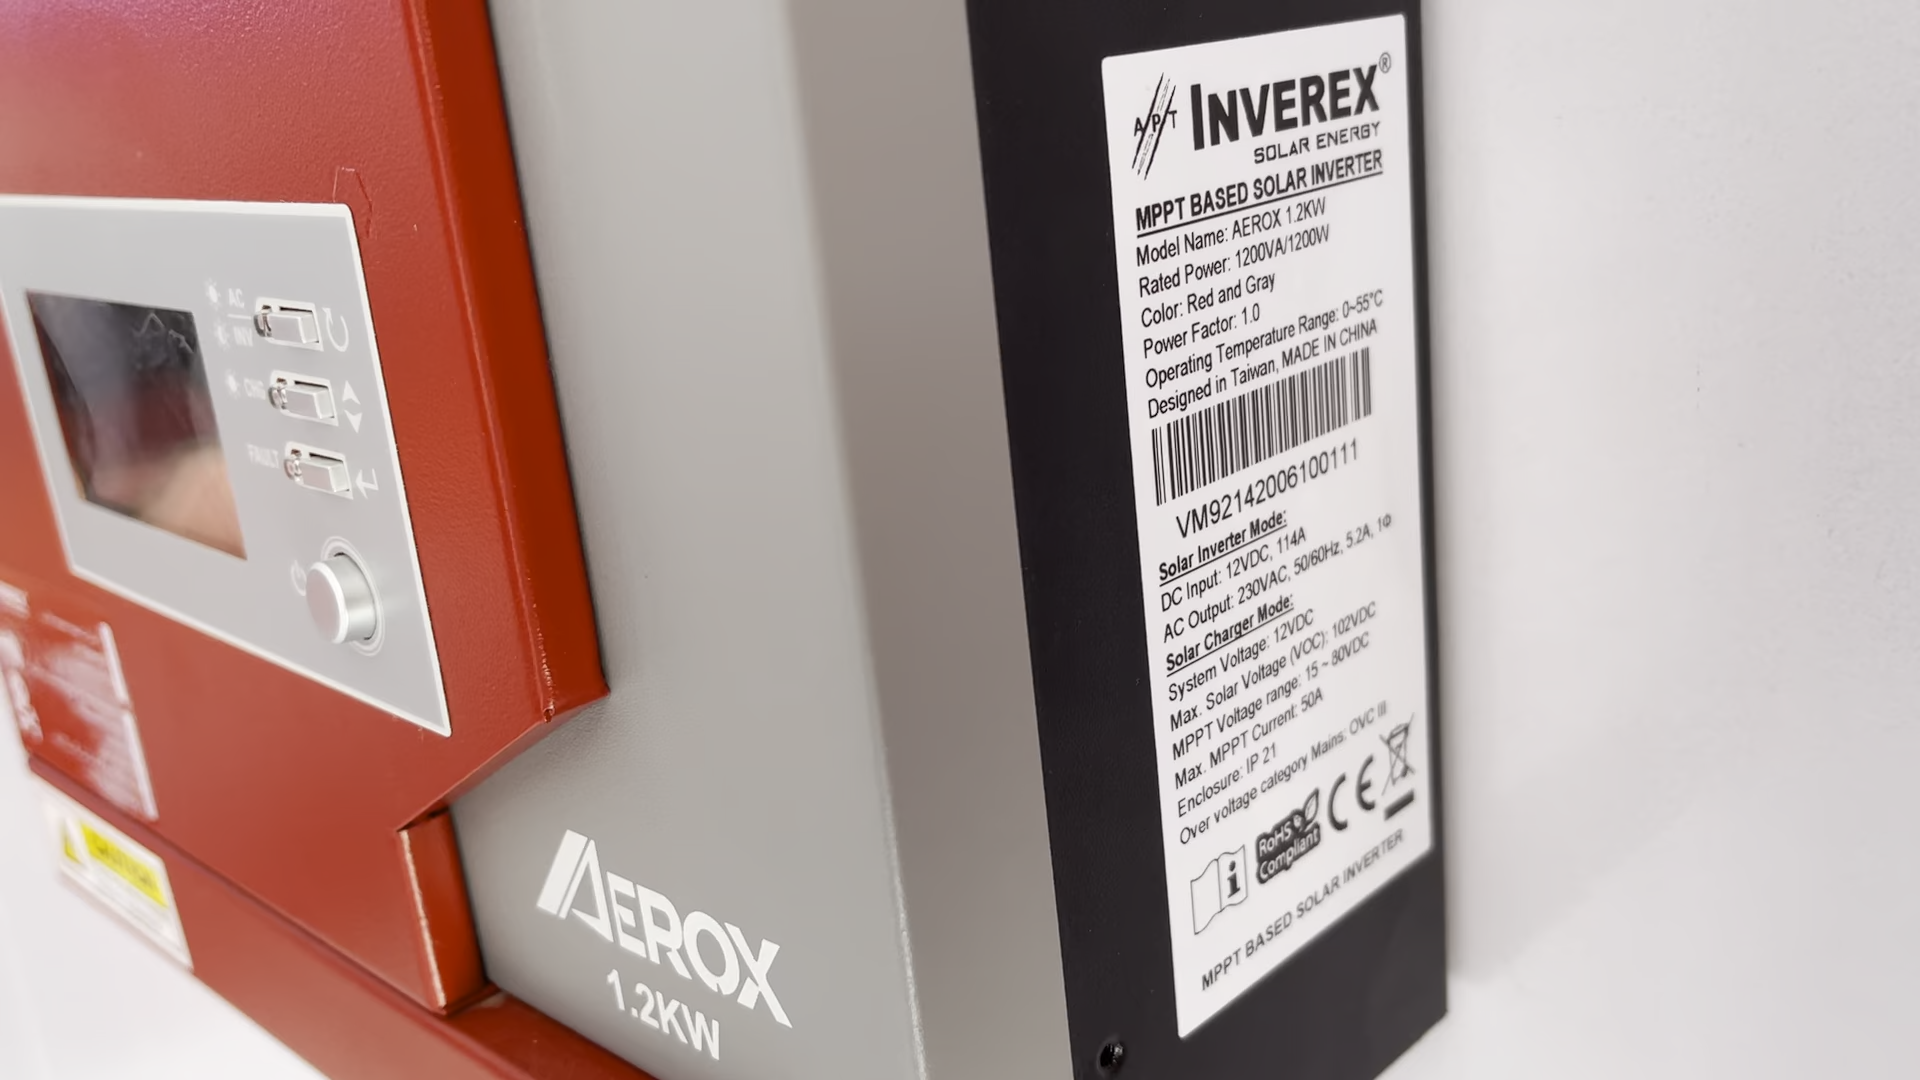 AC
INV
CHG
FAULT
AEROX
1.2KW
APT INVEREX®
SOLAR ENERGY
MPPT BASED SOLAR INVERTER
Model Name: AEROX 1.2KW
Rated Power: 1200VA/1200W
Color: Red and Gray
Power Factor: 1.0
Operating Temperature Range: 0~55°C
Designed in Taiwan, MADE IN CHINA
VM92142006100111
Solar Inverter Mode:
DC Input: 12VDC, 114A
AC Output: 230VAC, 50/60Hz, 5.2A, 1Φ
Solar Charger Mode:
System Voltage: 12VDC
Max. Solar Voltage (VOC): 102VDC
MPPT Voltage range: 15 ~ 80VDC
Max. MPPT Current: 50A
Enclosure: IP 21
Over voltage category Mains: OVC III
i
RoHS
Compliant
CE
MPPT BASED SOLAR INVERTER